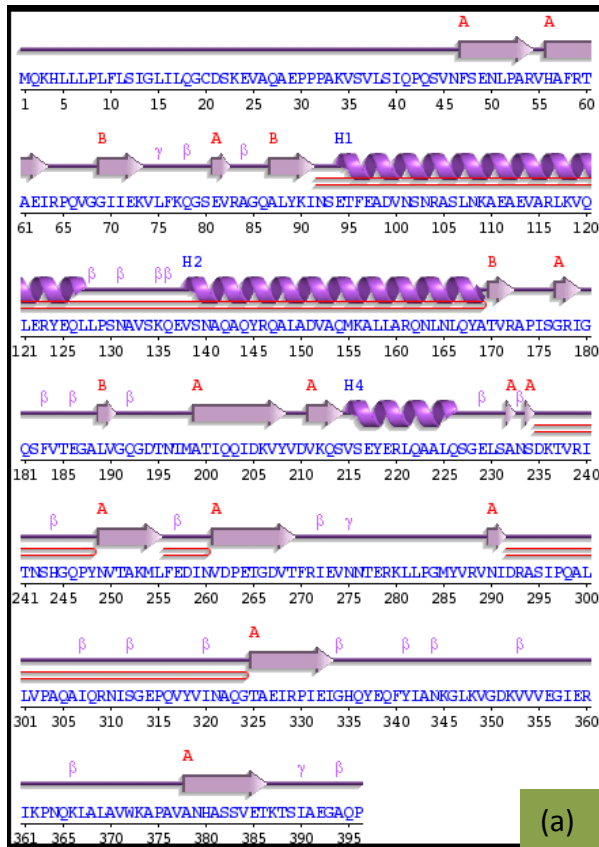 A A
MQKHLLLPLFLSIGLILQGCDSKEVAQAEPPPAKVSVLSIQPQSVNFSENLPARVHAFRT
1 5 10 15 20 25 30 35 40 45 50 55 60
B γ β A β B H1
AEIRPQVGGIIEKVLFKQGSEVRAGQALYKINSETFEADVNSNRASLNKAEAEVARLKVQ
61 65 70 75 80 85 90 95 100 105 110 115 120
β β β β H2 B A
LERYEQLLPSNAVSKQEVSNAQAQYRQALADVAQMKALLARQNLNLQYATVRAPISGRIG
121 125 130 135 140 145 150 155 160 165 170 175 180
β β B β A A H4 β A β A
QSFVTEGALVGQGDTNTMATIQQIDKVYVDVKQSVSEYERLQAALQSGELSANSDKTVRI
181 185 190 195 200 205 210 215 220 225 230 235 240
β A β A β γ A
TNSHGQPYNVTAKMLFEDINVDPETGDVTFRIEVNNTERKLLPGMYVRVNIDRASIPQAL
241 245 250 255 260 265 270 275 280 285 290 295 300
β β β A β β β β
LVPAQAIQRNISGEPQVYVINAQGTAEIRPIEIGHQYEQFYIANKGLKVGDKVVVEGIER
301 305 310 315 320 325 330 335 340 345 350 355 360
β A γ β
IKPNQKLALAVWKAPAVANHASSVETKTSIAEGAQP
361 365 370 375 380 385 390 395
(a)